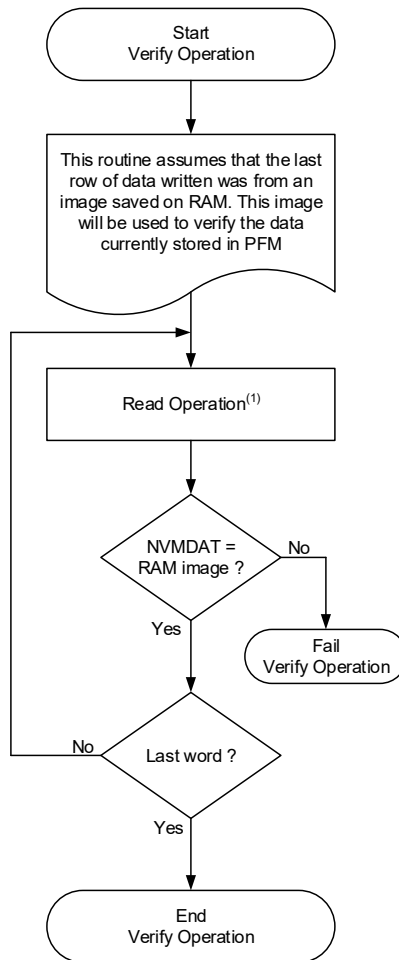 Start
Verify Operation
This routine assumes that the last
row of data written was from an
image saved on RAM. This image
will be used to verify the data
currently stored in PFM
Read Operation(1)
NVMDAT =
RAM image ?
No
Yes
Fail
Verify Operation
No
Last word ?
Yes
End
Verify Operation